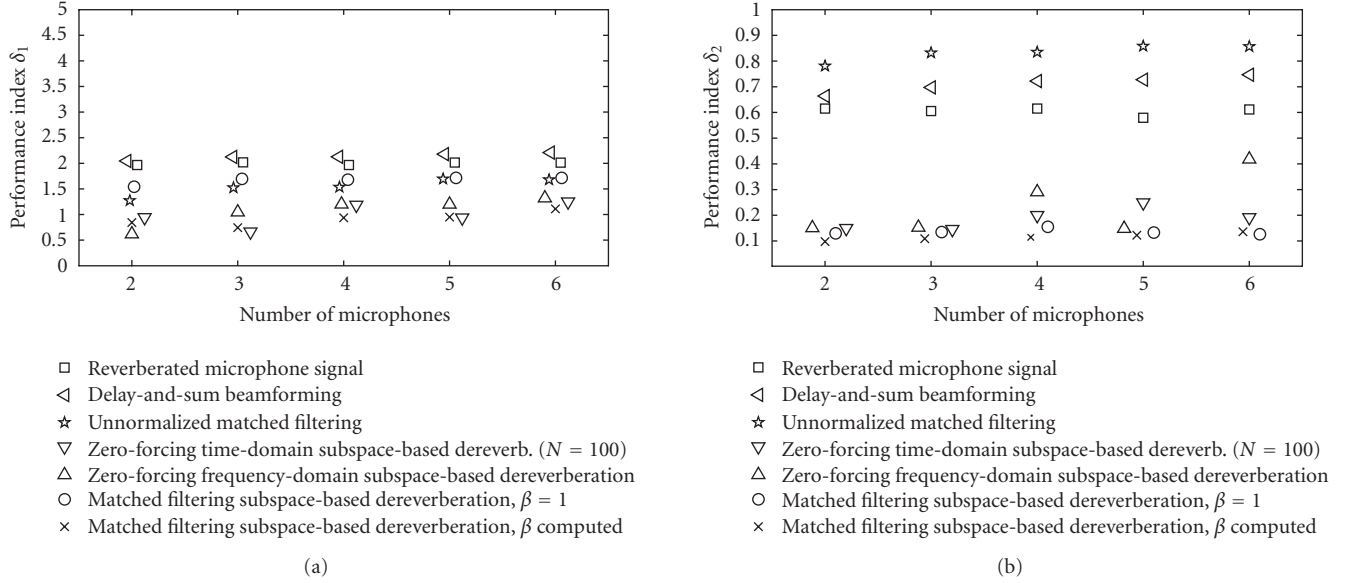 5
4.5
4
3.5
3
2.5
2
1.5
1
0.5
0
Performance index δ₁
2 3 4 5 6
Number of microphones
Reverberated microphone signal
Delay-and-sum beamforming
Unnormalized matched filtering
Zero-forcing time-domain subspace-based dereverb. (N = 100)
Zero-forcing frequency-domain subspace-based dereverberation
Matched filtering subspace-based dereverberation, β = 1
Matched filtering subspace-based dereverberation, β computed
(a)
1
0.9
0.8
0.7
0.6
0.5
0.4
0.3
0.2
0.1
Performance index δ₂
2 3 4 5 6
Number of microphones
Reverberated microphone signal
Delay-and-sum beamforming
Unnormalized matched filtering
Zero-forcing time-domain subspace-based dereverb. (N = 100)
Zero-forcing frequency-domain subspace-based dereverberation
Matched filtering subspace-based dereverberation, β = 1
Matched filtering subspace-based dereverberation, β computed
(b)